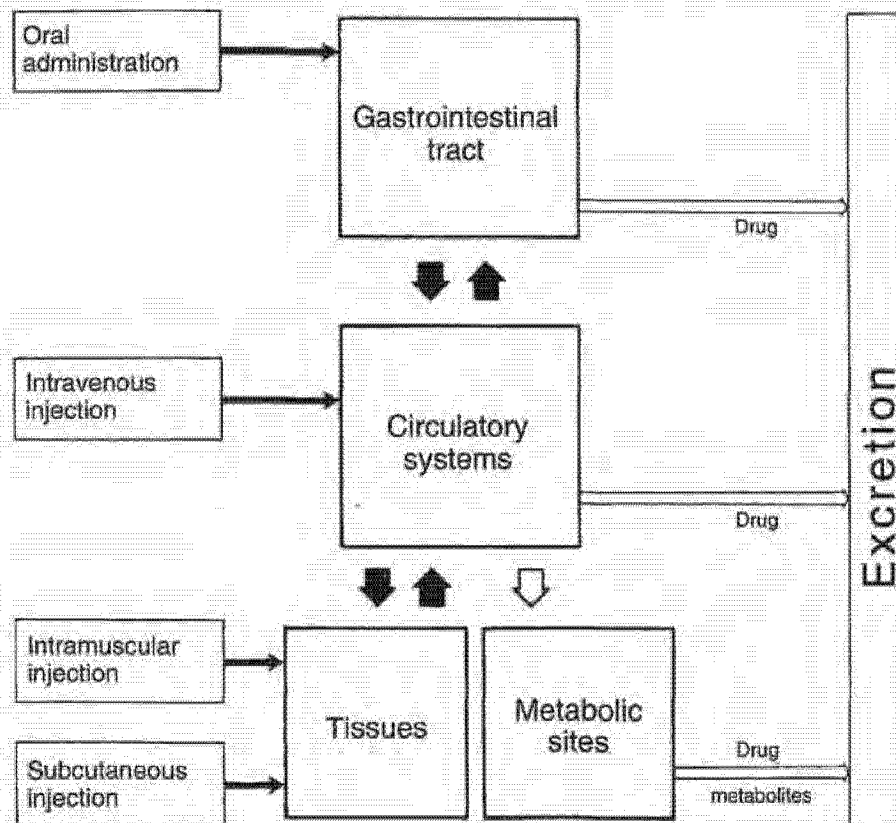 Oral
administration
Gastrointestinal
tract
Drug
Intravenous
injection
Circulatory
systems
Drug
Excretion
Intramuscular
injection
Tissues
Metabolic
sites
Subcutaneous
injection
Drug
metabolites